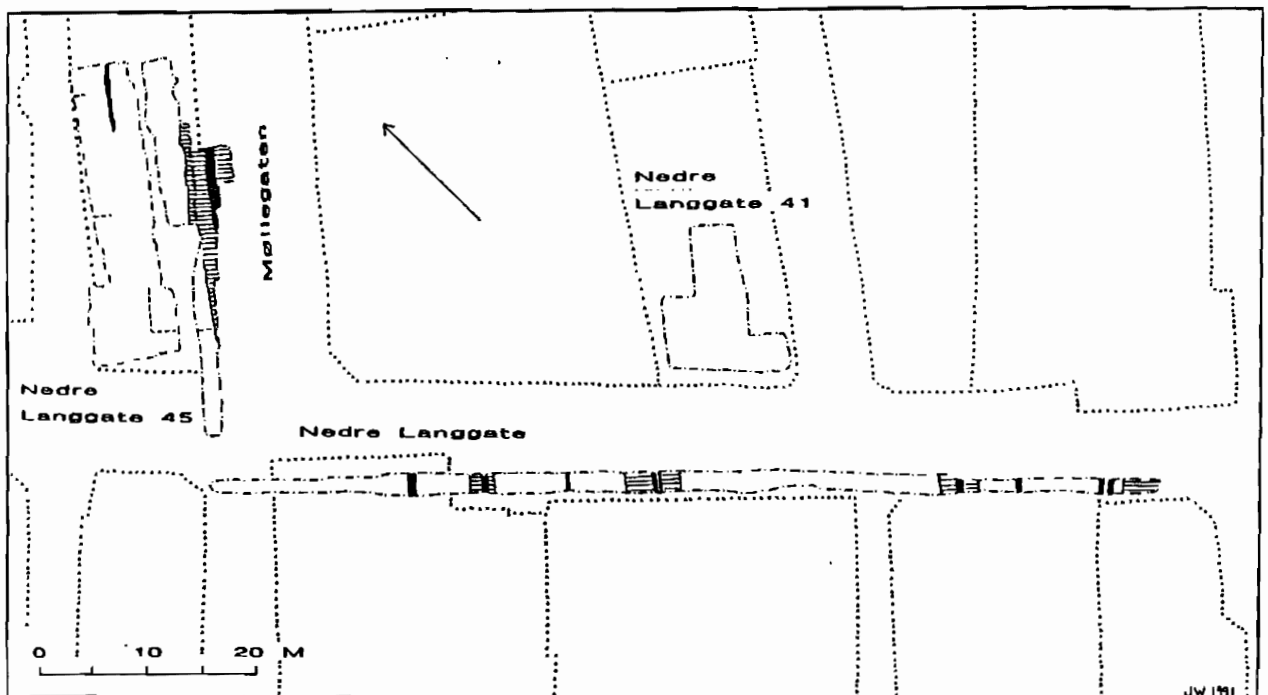 Møllegaten
Nedre
Langgate 41
Nedre
Langgate 45
Nedre Langgate
0 10 20 M
JW 1991